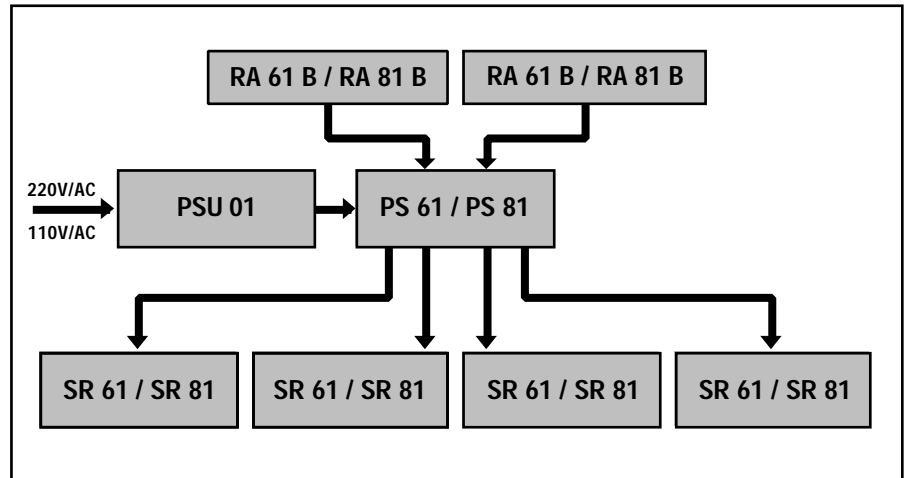 RA 61 B / RA 81 B
RA 61 B / RA 81 B
220V/AC
110V/AC
PSU 01
PS 61 / PS 81
SR 61 / SR 81
SR 61 / SR 81
SR 61 / SR 81
SR 61 / SR 81